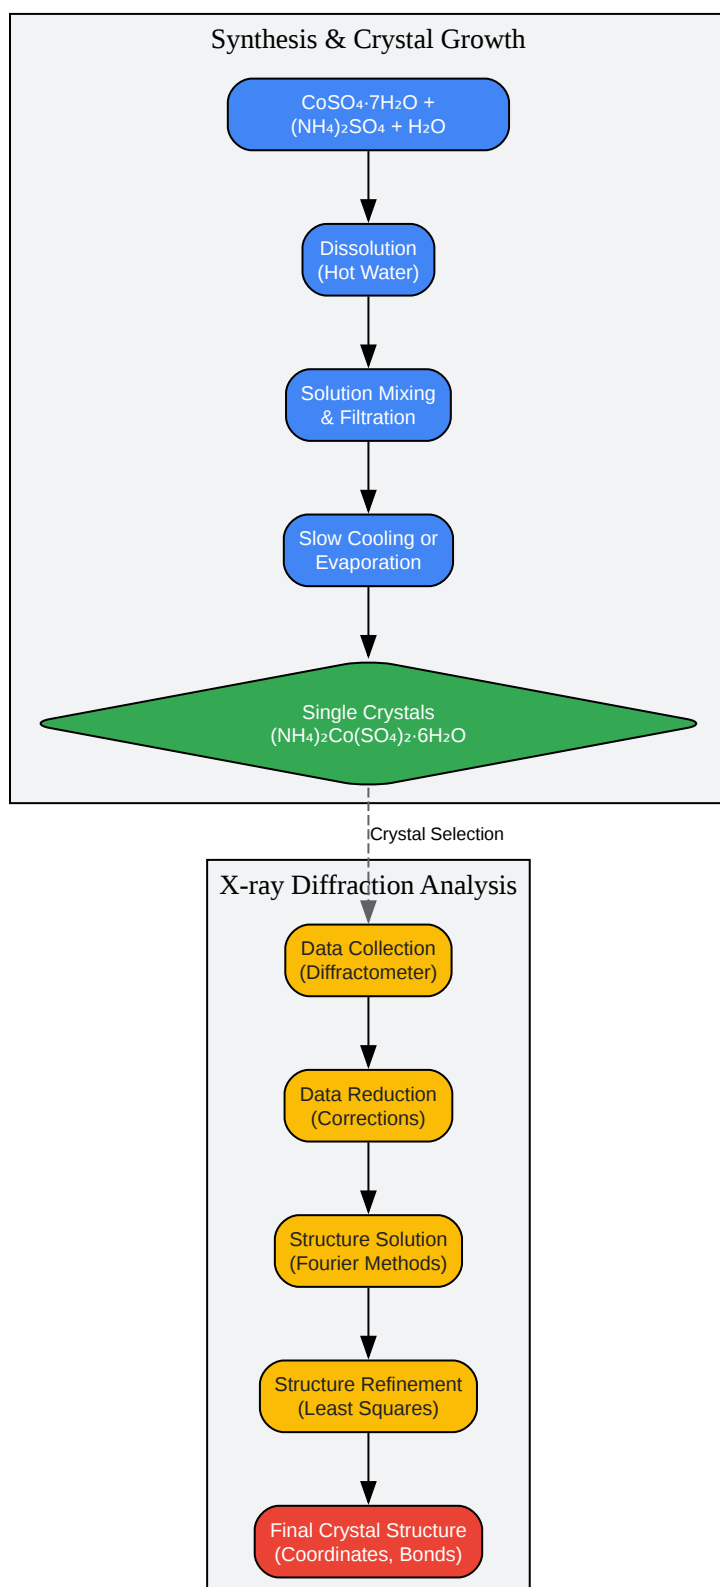 Synthesis & Crystal Growth
CoSO₄·7H₂O +
(NH₄)₂SO₄ + H₂O
Dissolution
(Hot Water)
Solution Mixing
& Filtration
Slow Cooling or
Evaporation
Single Crystals
(NH₄)₂Co(SO₄)₂·6H₂O
Crystal Selection
X-ray Diffraction Analysis
Data Collection
(Diffractometer)
Data Reduction
(Corrections)
Structure Solution
(Fourier Methods)
Structure Refinement
(Least Squares)
Final Crystal Structure
(Coordinates, Bonds)